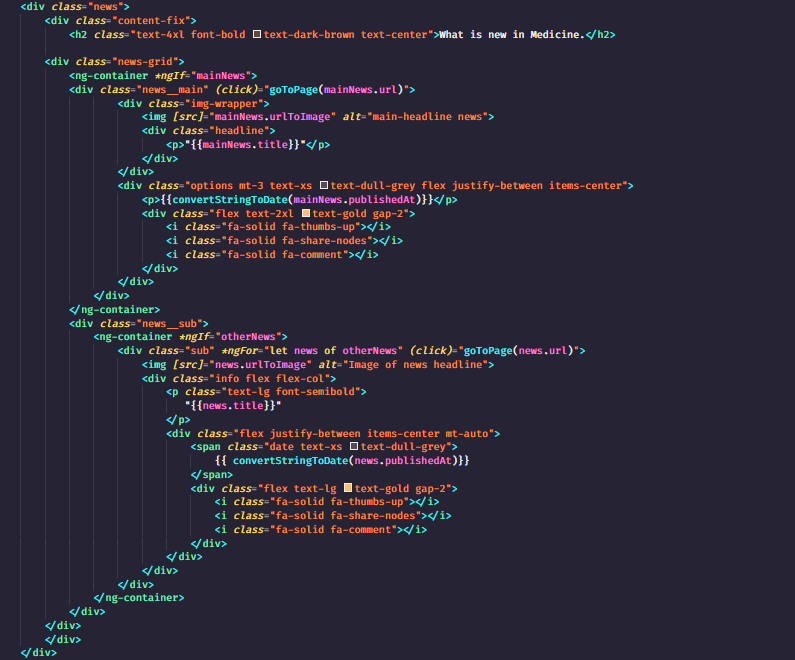 <div class="news">
<div class="content-fix">
<h2 class="text-4xl font-bold text-dark-brown text-center">What is new in Medicine.</h2>
<div class="news-grid">
<ng-container *ngIf="mainNews">
<div class="news__main" (click)="goToPage(mainNews.url)">
<div class="img-wrapper">
<img [src]="mainNews.urlToImage" alt="main-headline news">
<div class="headline">
<p>"{{mainNews.title}}"</p>
</div>
</div>
<div class="options mt-3 text-xs text-dull-grey flex justify-between items-center">
<p>{{convertStringToDate(mainNews.publishedAt)}}</p>
<div class="flex text-2xl text-gold gap-2">
<i class="fa-solid fa-thumbs-up"></i>
<i class="fa-solid fa-share-nodes"></i>
<i class="fa-solid fa-comment"></i>
</div>
</div>
</div>
</ng-container>
<div class="news__sub">
<ng-container *ngIf="otherNews">
<div class="sub" *ngFor="let news of otherNews" (click)="goToPage(news.url)">
<img [src]="news.urlToImage" alt="Image of news headline">
<div class="info flex flex-col">
<p class="text-lg font-semibold">
"{{news.title}}"
</p>
<div class="flex justify-between items-center mt-auto">
<span class="date text-xs text-dull-grey">
{{ convertStringToDate(news.publishedAt)}}
</span>
<div class="flex text-lg text-gold gap-2">
<i class="fa-solid fa-thumbs-up"></i>
<i class="fa-solid fa-share-nodes"></i>
<i class="fa-solid fa-comment"></i>
</div>
</div>
</div>
</div>
</ng-container>
</div>
</div>
</div>
</div>